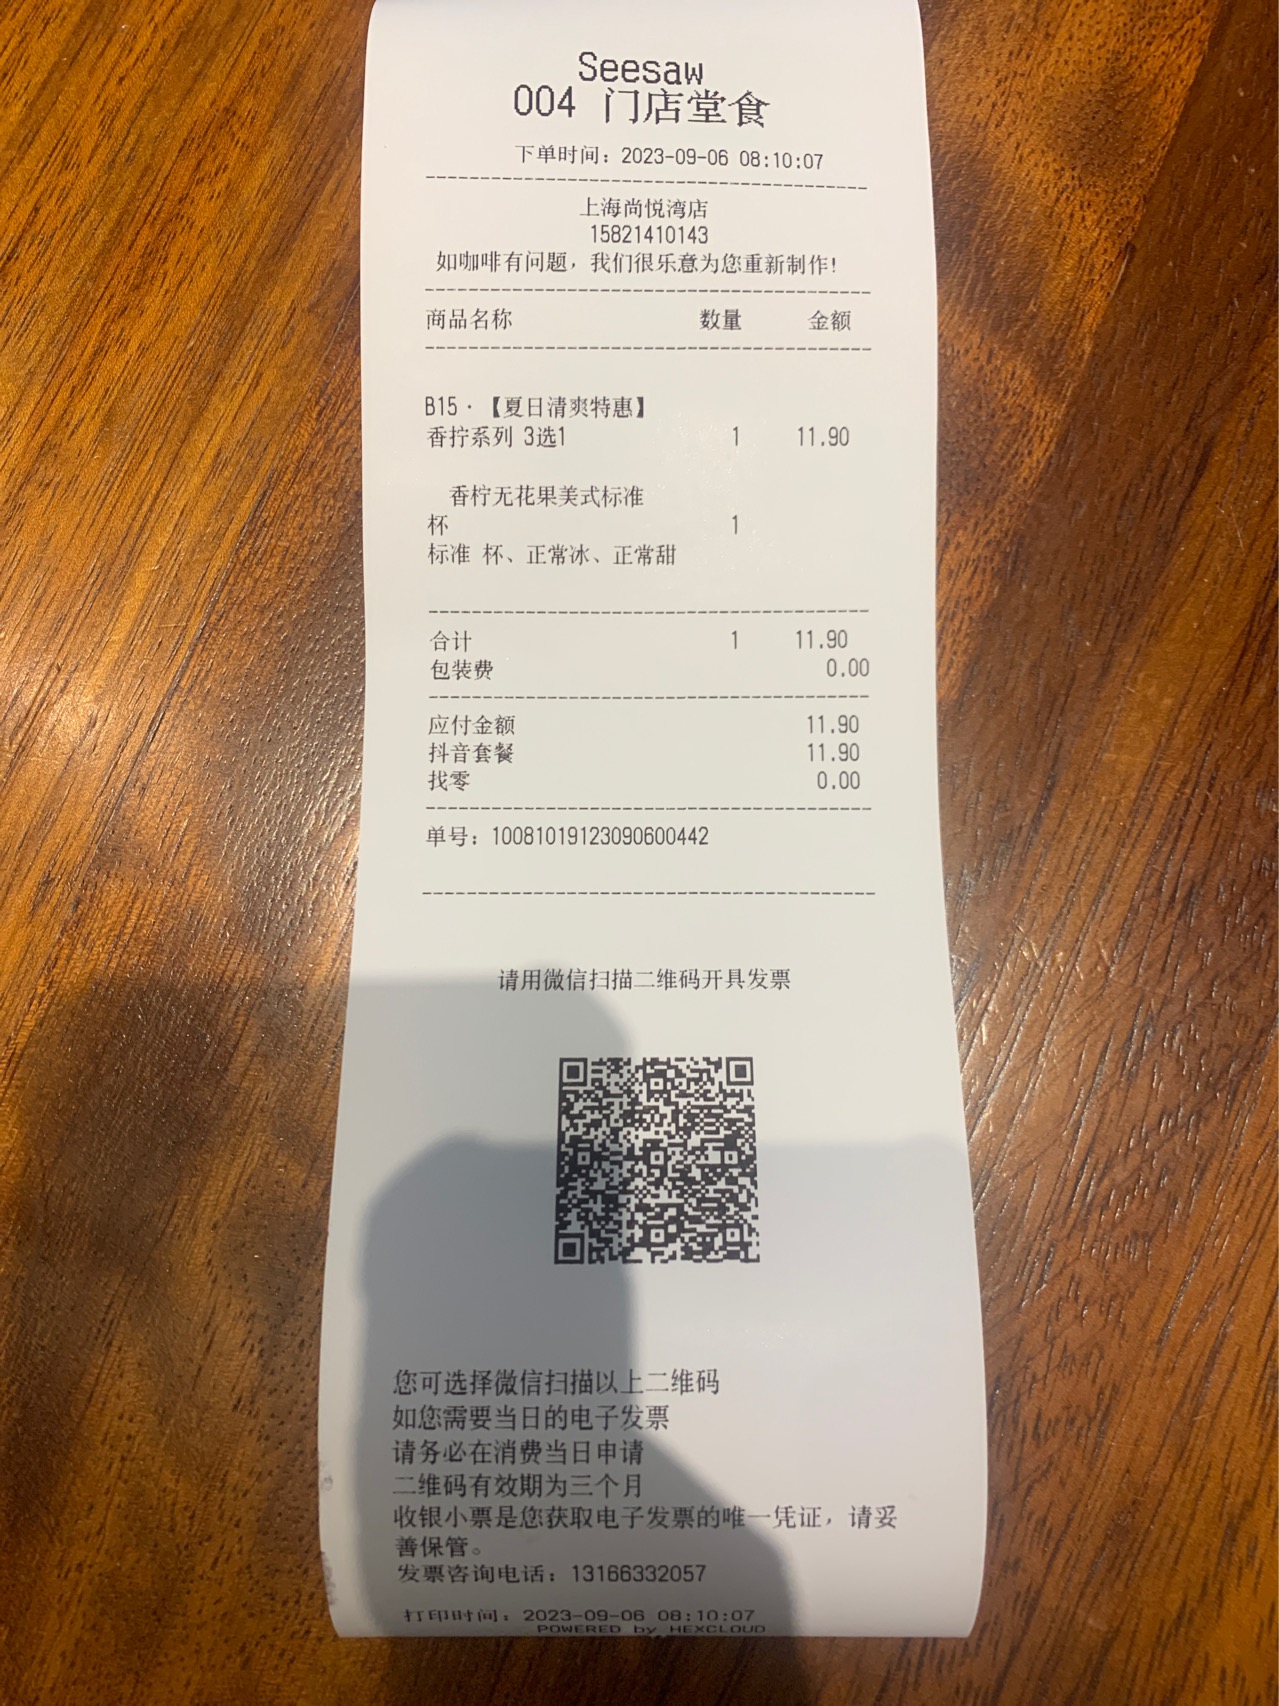 Seesaw
004 门店堂食
下单时间：2023-09-06 08:10:07
上海尚悦湾店
15821410143
如咖啡有问题，我们很乐意为您重新制作！
商品名称 数量 金额
B15·【夏日清爽特惠】
香拧系列 3选1 1 11.90
香柠无花果美式标准
杯 1
标准 杯、正常冰、正常甜
合计 1 11.90
包装费 0.00
应付金额 11.90
抖音套餐 11.90
找零 0.00
单号：10081019123090600442
请用微信扫描二维码开具发票
您可选择微信扫描以上二维码
如您需要当日的电子发票
请务必在消费当日申请
二维码有效期为三个月
收银小票是您获取电子发票的唯一凭证，请妥
善保管。
发票咨询电话：13166332057
打印时间：2023-09-06 08:10:07
POWERED by HEXCLOUD